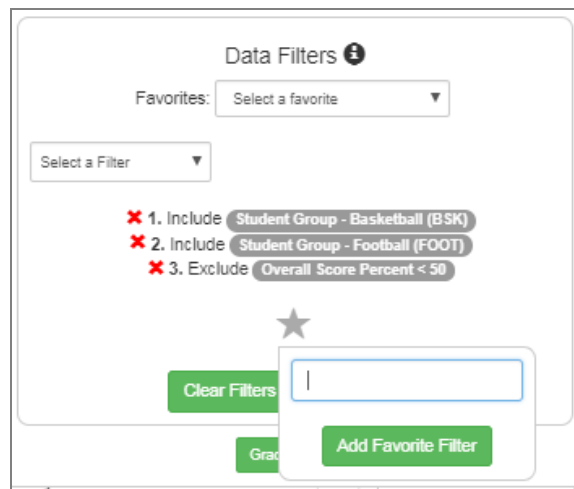 Data Filters
Favorites: Select a favorite
Select a Filter
1. Include Student Group - Basketball (BSK)
2. Include Student Group - Football (FOOT)
3. Exclude Overall Score Percent < 50
Clear Filters
Add Favorite Filter